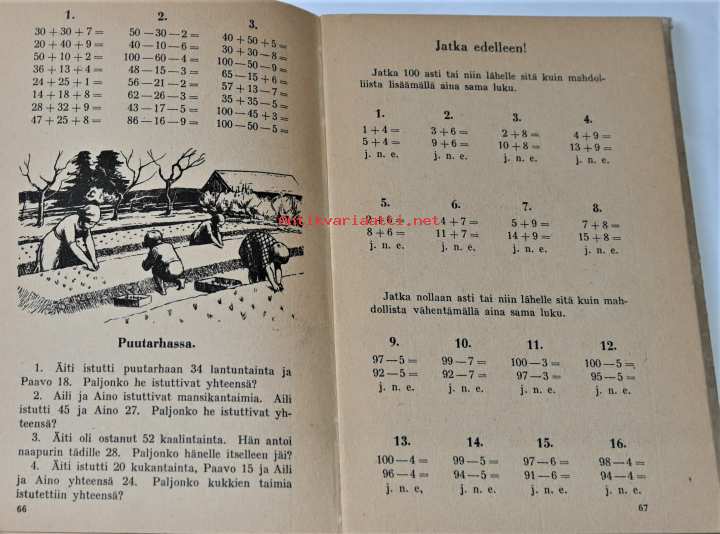 1.
30 + 30 + 7 =
20 + 40 + 9 =
50 + 10 + 2 =
36 + 13 + 4 =
24 + 25 + 1 =
14 + 18 + 8 =
28 + 32 + 9 =
47 + 25 + 8 =
2.
50 — 30 — 2 =
40 — 10 — 6 =
100 — 60 — 4 =
48 — 15 — 3 =
56 — 21 — 2 =
62 — 26 — 3 =
43 — 17 — 5 =
86 — 16 — 9 =
3.
40 + 50 + 5 =
30 + 30 — 8 =
100 — 50 — 9 =
65 — 15 + 6 =
57 + 13 — 7 =
35 + 35 — 5 =
100 — 45 + 3 =
100 — 50 — 5 =
Puutarhassa.
1. Äiti istutti puutarhaan 34 lantuntainta ja
Paavo 18. Paljonko he istuttivat yhteensä?
2. Aili ja Aino istuttivat mansikantaimia. Aili
istutti 45 ja Aino 27. Paljonko he istuttivat yh-
teensä?
3. Äiti oli ostanut 52 kaalintainta. Hän antoi
naapurin tädille 28. Paljonko hänelle itselleen jäi?
4. Äiti istutti 20 kukantainta, Paavo 15 ja Aili
ja Aino yhteensä 24. Paljonko kukkien taimia
istutettiin yhteensä?
66
Jatka edelleen!
Jatka 100 asti tai niin lähelle sitä kuin mahdol-
lista lisäämällä aina sama luku.
1.
1 + 4 =
5 + 4 =
j. n. e.
2.
3 + 6 =
9 + 6 =
j. n. e.
3.
2 + 8 =
10 + 8 =
j. n. e.
4.
4 + 9 =
13 + 9 =
j. n. e.
5.
+ 6 =
8 + 6 =
j. n. e.
6.
4 + 7 =
11 + 7 =
j. n. e.
7.
5 + 9 =
14 + 9 =
j. n. e.
8.
7 + 8 =
15 + 8 =
j. n. e.
antikvariaatti.net
Jatka nollaan asti tai niin lähelle sitä kuin mah-
dollista vähentämällä aina sama luku.
9.
97 — 5 =
92 — 5 =
j. n. e.
10.
99 — 7 =
92 — 7 =
j. n. e.
11.
100 — 3 =
97 — 3 =
j. n. e.
12.
100 — 5 =
95 — 5 =
j. n. e.
13.
100 — 4 =
96 — 4 =
j. n. e,
14.
99 — 5 =
94 — 5 =
j. n. e.
15.
97 — 6 =
91 — 6 =
j. n. e.
16.
98 — 4 =
94 — 4 =
j. n. e.
67